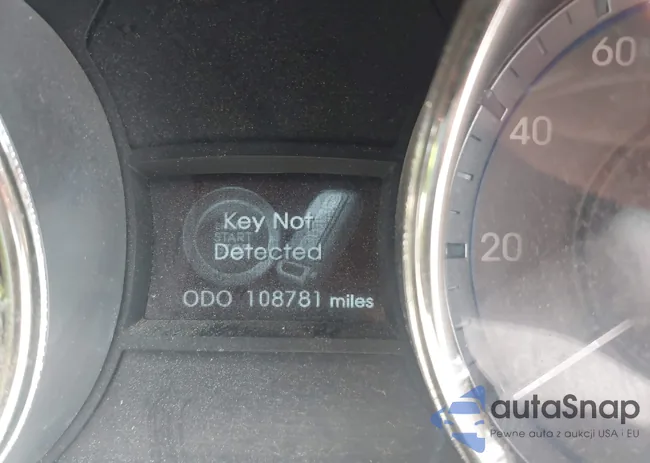 60
40
20
Key Not
START
Detected
ODO 108781 miles
autaSnap
Pewne auta z aukcji USA · EU